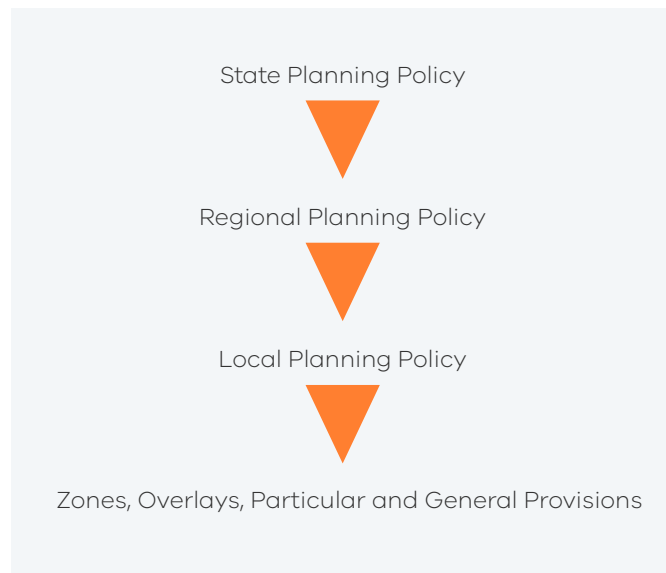 State Planning Policy
Regional Planning Policy
Local Planning Policy
Zones, Overlays, Particular and General Provisions